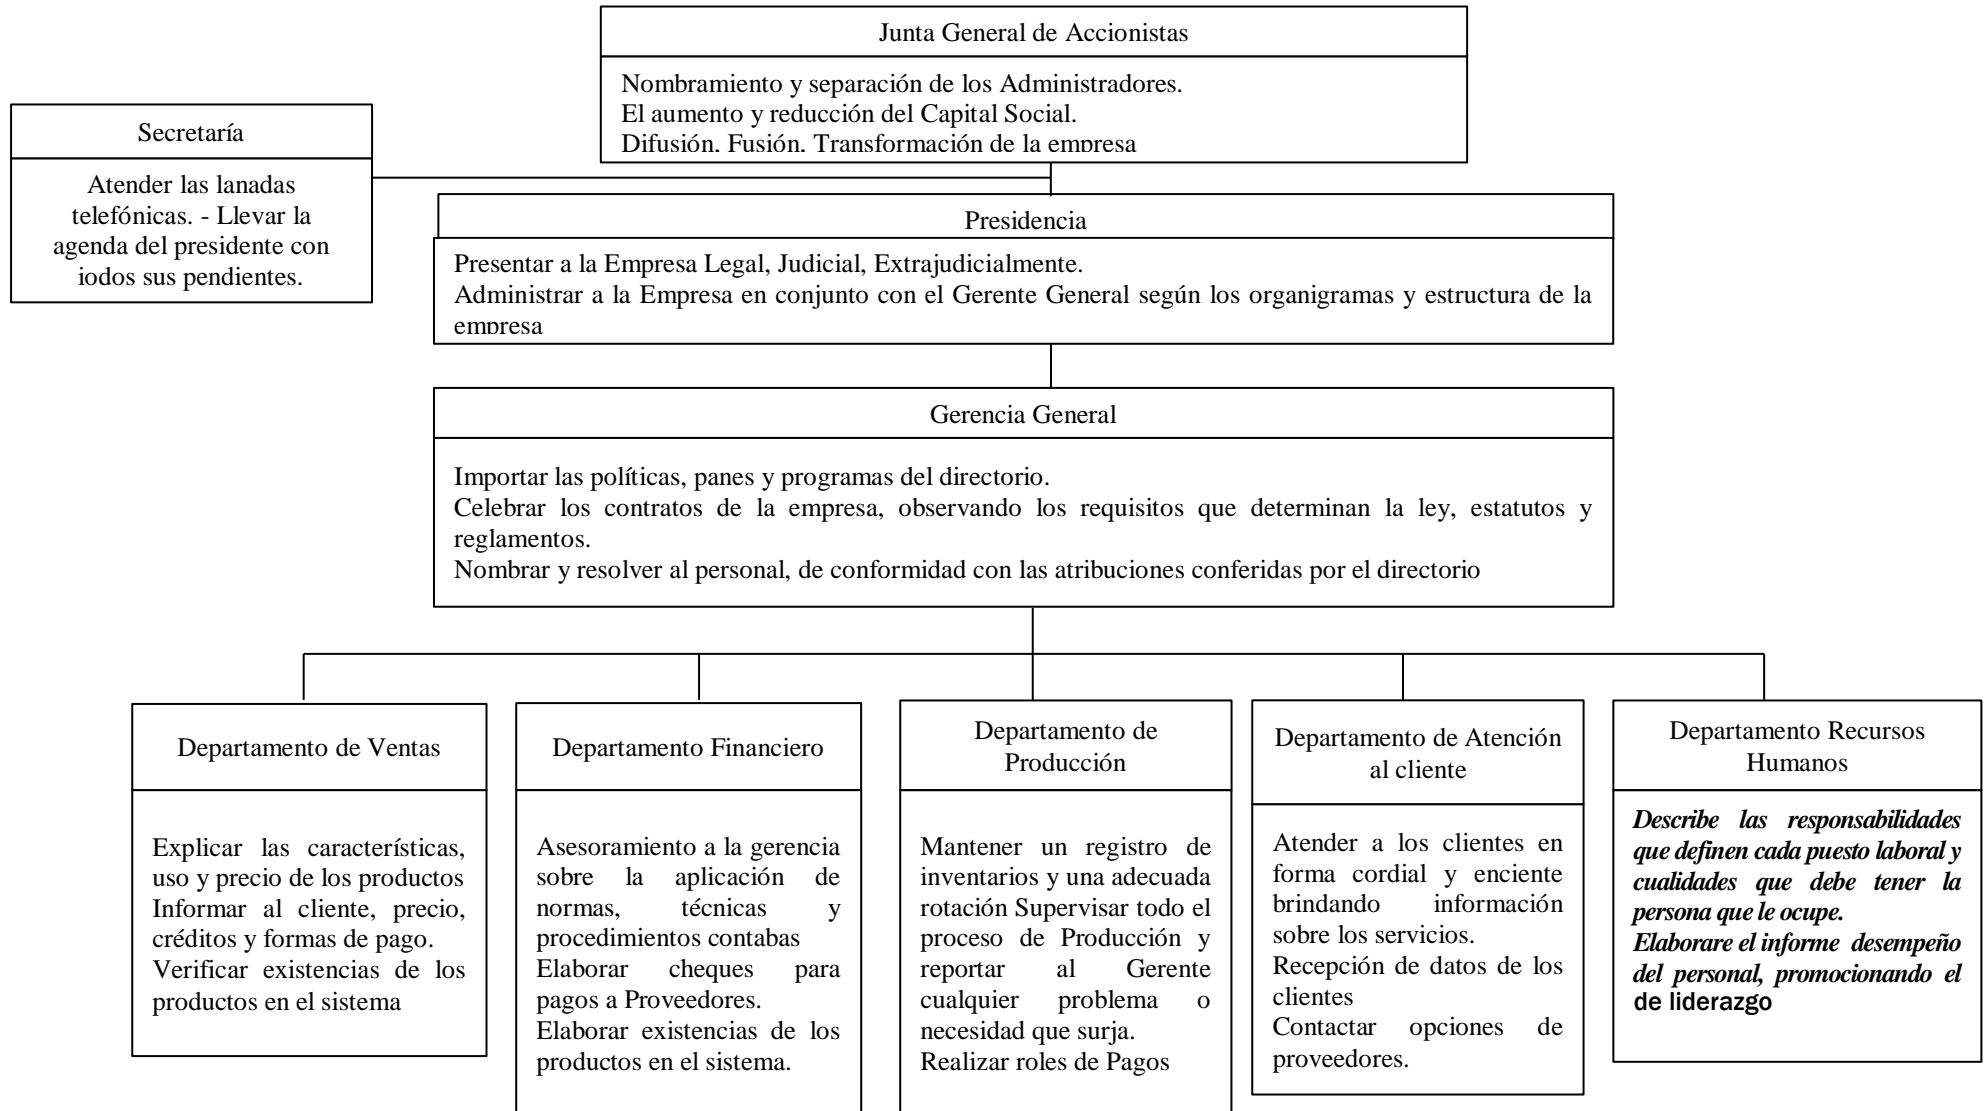 Junta General de Accionistas
Nombramiento y separación de los Administradores.
El aumento y reducción del Capital Social.
Difusión, Fusión, Transformación de la empresa
Secretaría
Atender las lanadas
telefónicas. - Llevar la
agenda del presidente con
iodos sus pendientes.
Presidencia
Presentar a la Empresa Legal, Judicial, Extrajudicialmente.
Administrar a la Empresa en conjunto con el Gerente General según los organigramas y estructura de la
empresa
Gerencia General
Importar las políticas, panes y programas del directorio.
Celebrar los contratos de la empresa, observando los requisitos que determinan la ley, estatutos y
reglamentos.
Nombrar y resolver al personal, de conformidad con las atribuciones conferidas por el directorio
Departamento de Ventas
Explicar las características,
uso y precio de los productos
Informar al cliente, precio,
créditos y formas de pago.
Verificar existencias de los
productos en el sistema
Departamento Financiero
Asesoramiento a la gerencia
sobre la aplicación de
normas, técnicas y
procedimientos contabas
Elaborar cheques para
pagos a Proveedores.
Elaborar existencias de los
productos en el sistema.
Departamento de
Producción
Mantener un registro de
inventarios y una adecuada
rotación Supervisar todo el
proceso de Producción y
reportar al Gerente
cualquier problema o
necesidad que surja.
Realizar roles de Pagos
Departamento de Atención
al cliente
Atender a los clientes en
forma cordial y enciente
brindando información
sobre los servicios.
Recepción de datos de los
clientes
Contactar opciones de
proveedores.
Departamento Recursos
Humanos
Describe las responsabilidades
que definen cada puesto laboral y
cualidades que debe tener la
persona que le ocupe.
Elaborare el informe desempeño
del personal, promocionando el
de liderazgo